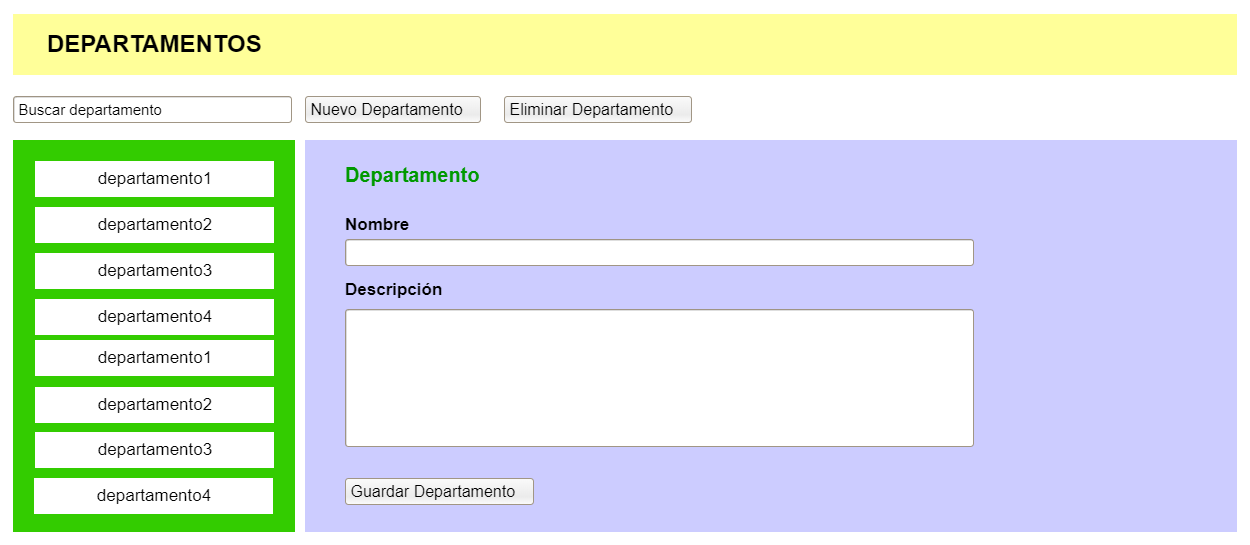 DEPARTAMENTOS
Buscar departamento
Nuevo Departamento
Eliminar Departamento
departamento1
departamento2
departamento3
departamento4
departamento1
departamento2
departamento3
departamento4
Departamento
Nombre
Descripción
Guardar Departamento